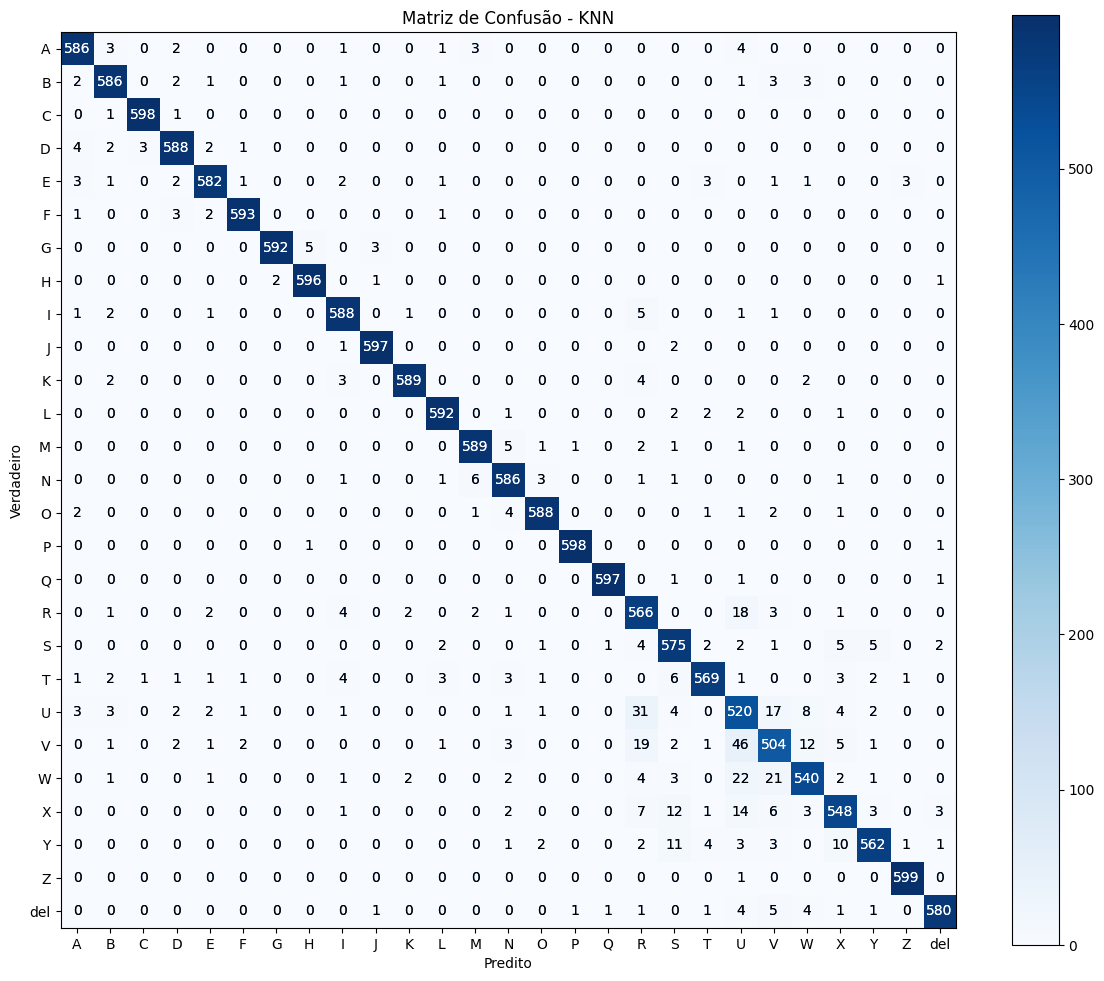 Matriz de Confusão - KNN
A 586 3 0 2 0 0 0 0 1 0 0 1 3 0 0 0 0 0 0 0 4 0 0 0 0 0 0
B 2 586 0 2 1 0 0 0 1 0 0 1 0 0 0 0 0 0 0 0 1 3 3 0 0 0 0
C 0 1 598 1 0 0 0 0 0 0 0 0 0 0 0 0 0 0 0 0 0 0 0 0 0 0 0
D 4 2 3 588 2 1 0 0 0 0 0 0 0 0 0 0 0 0 0 0 0 0 0 0 0 0 0
E 3 1 0 2 582 1 0 0 2 0 0 1 0 0 0 0 0 0 0 3 0 1 1 0 0 3 0
F 1 0 0 3 2 593 0 0 0 0 0 1 0 0 0 0 0 0 0 0 0 0 0 0 0 0 0
G 0 0 0 0 0 0 592 5 0 3 0 0 0 0 0 0 0 0 0 0 0 0 0 0 0 0 0
H 0 0 0 0 0 0 2 596 0 1 0 0 0 0 0 0 0 0 0 0 0 0 0 0 0 0 1
I 1 2 0 0 1 0 0 0 588 0 1 0 0 0 0 0 0 5 0 0 1 1 0 0 0 0 0
J 0 0 0 0 0 0 0 0 1 597 0 0 0 0 0 0 0 0 2 0 0 0 0 0 0 0 0
K 0 2 0 0 0 0 0 0 3 0 589 0 0 0 0 0 0 4 0 0 0 0 2 0 0 0 0
L 0 0 0 0 0 0 0 0 0 0 0 592 0 1 0 0 0 0 2 2 2 0 0 1 0 0 0
M 0 0 0 0 0 0 0 0 0 0 0 0 589 5 1 1 0 2 1 0 1 0 0 0 0 0 0
N 0 0 0 0 0 0 0 0 1 0 0 1 6 586 3 0 0 1 1 0 0 0 0 1 0 0 0
O 2 0 0 0 0 0 0 0 0 0 0 0 1 4 588 0 0 0 0 1 1 2 0 1 0 0 0
P 0 0 0 0 0 0 0 1 0 0 0 0 0 0 0 598 0 0 0 0 0 0 0 0 0 0 1
Q 0 0 0 0 0 0 0 0 0 0 0 0 0 0 0 0 597 0 1 0 1 0 0 0 0 0 1
R 0 1 0 0 2 0 0 0 4 0 2 0 2 1 0 0 0 566 0 0 18 3 0 1 0 0 0
S 0 0 0 0 0 0 0 0 0 0 0 2 0 0 1 0 1 4 575 2 2 1 0 5 5 0 2
T 1 2 1 1 1 1 0 0 4 0 0 3 0 3 1 0 0 0 6 569 1 0 0 3 2 1 0
U 3 3 0 2 2 1 0 0 1 0 0 0 0 1 1 0 0 31 4 0 520 17 8 4 2 0 0
V 0 1 0 2 1 2 0 0 0 0 0 1 0 3 0 0 0 19 2 1 46 504 12 5 1 0 0
W 0 1 0 0 1 0 0 0 1 0 2 0 0 2 0 0 0 4 3 0 22 21 540 2 1 0 0
X 0 0 0 0 0 0 0 0 1 0 0 0 0 2 0 0 0 7 12 1 14 6 3 548 3 0 3
Y 0 0 0 0 0 0 0 0 0 0 0 0 0 1 2 0 0 2 11 4 3 3 0 10 562 1 1
Z 0 0 0 0 0 0 0 0 0 0 0 0 0 0 0 0 0 0 0 0 1 0 0 0 0 599 0
del 0 0 0 0 0 0 0 0 0 1 0 0 0 0 0 1 1 1 0 1 4 5 4 1 1 0 580
A B C D E F G H I J K L M N O P Q R S T U V W X Y Z del
Predito
Verdadeiro
500
400
300
200
100
0